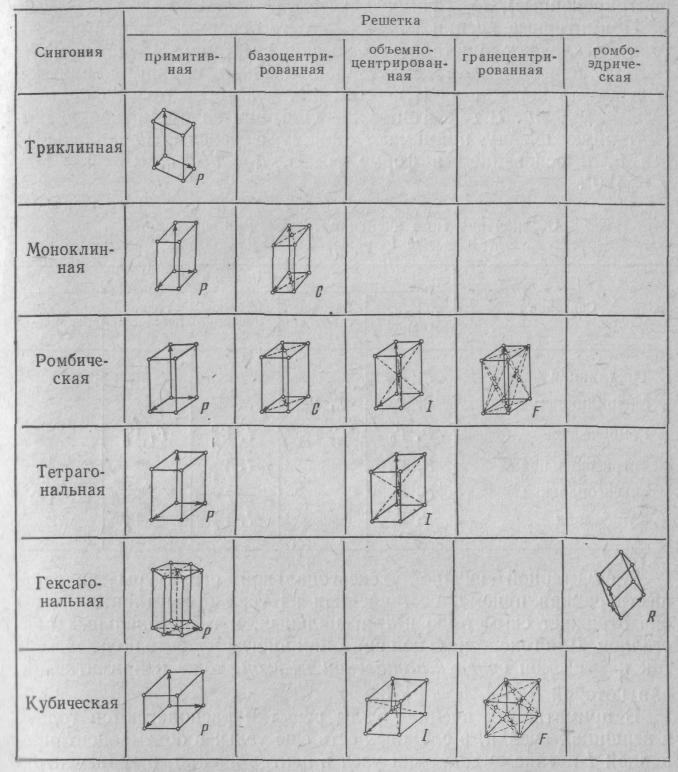 Решетка
Сингония
примитив-
ная
базоцентри-
рованная
объемно-
центрирован-
ная
гранецентри-
рованная
ромбо-
эдриче-
ская
Триклинная
P
Моноклин-
ная
P
C
Ромбиче-
ская
P
C
I
F
Тетраго-
нальная
P
I
Гексаго-
нальная
P
R
Кубическая
P
I
F